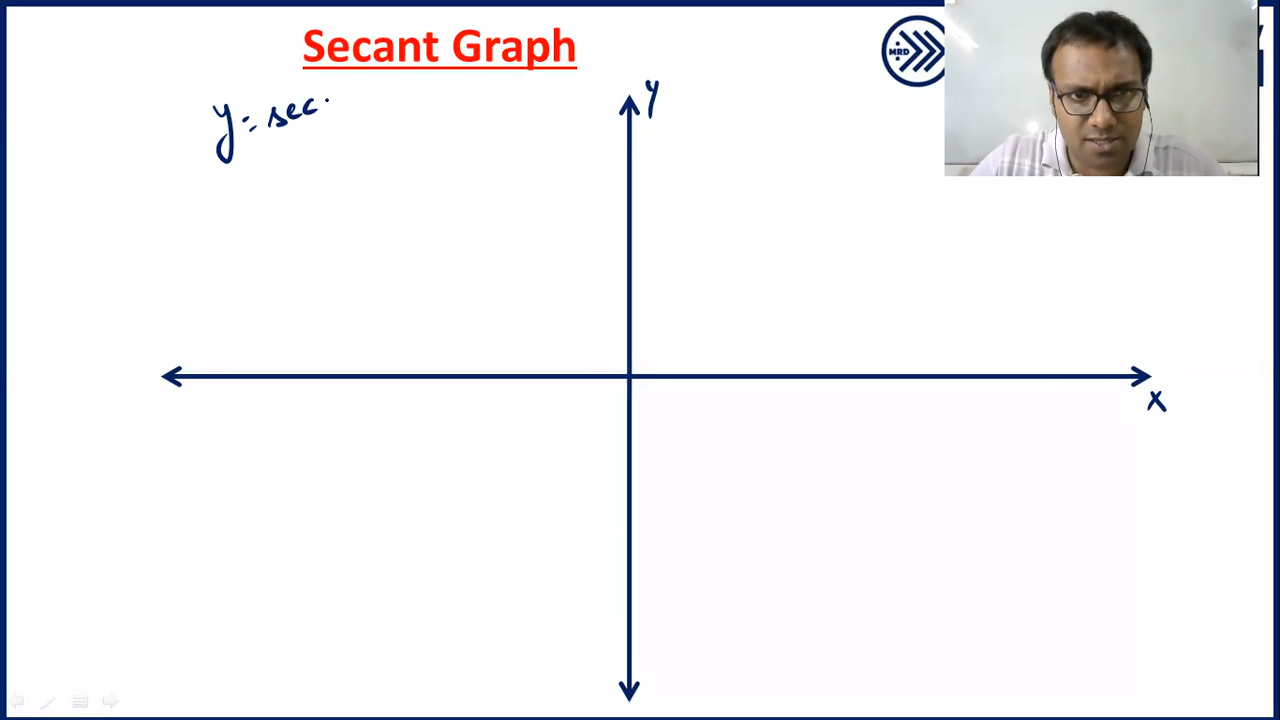 Secant Graph
MRD
y = sec
y
x